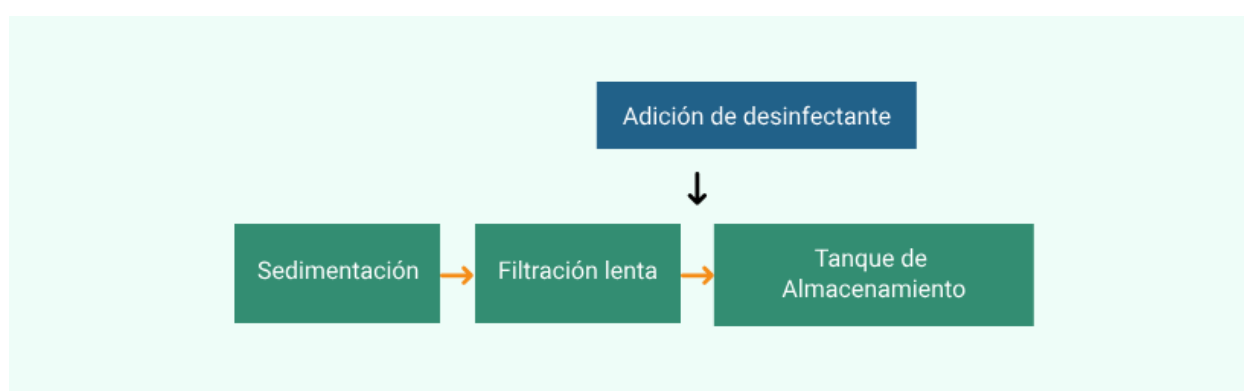 Adición de desinfectante
Sedimentación
Filtración lenta
Tanque de
Almacenamiento